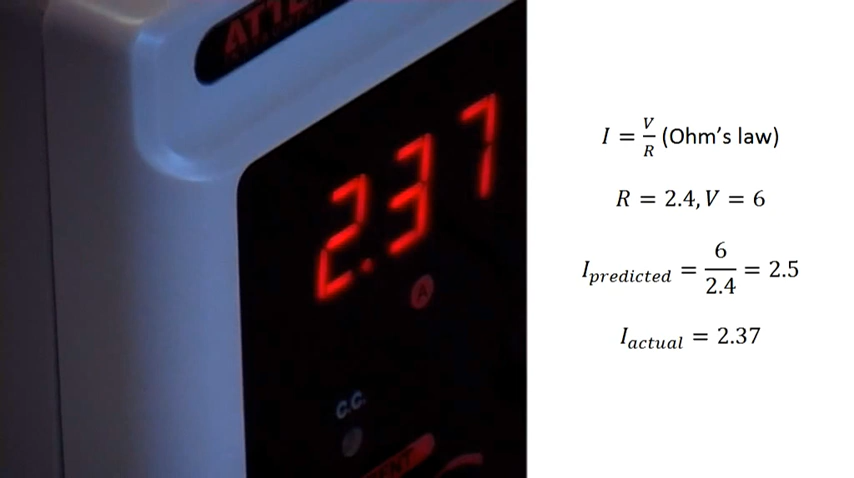 2.37
A
C.C.
I = V/R (Ohm's law)
R = 2.4, V = 6
I_predicted = 6/2.4 = 2.5
I_actual = 2.37